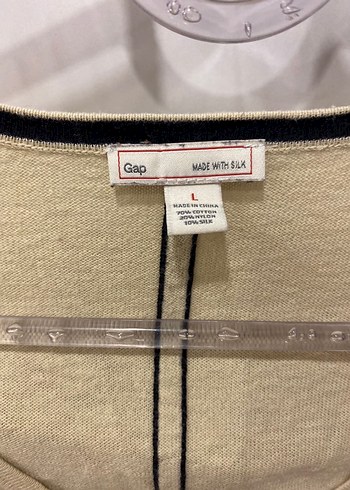 Gap MADE WITH SILK
L
MADE IN CHINA
70% COTTON
20% NYLON
10% SILK